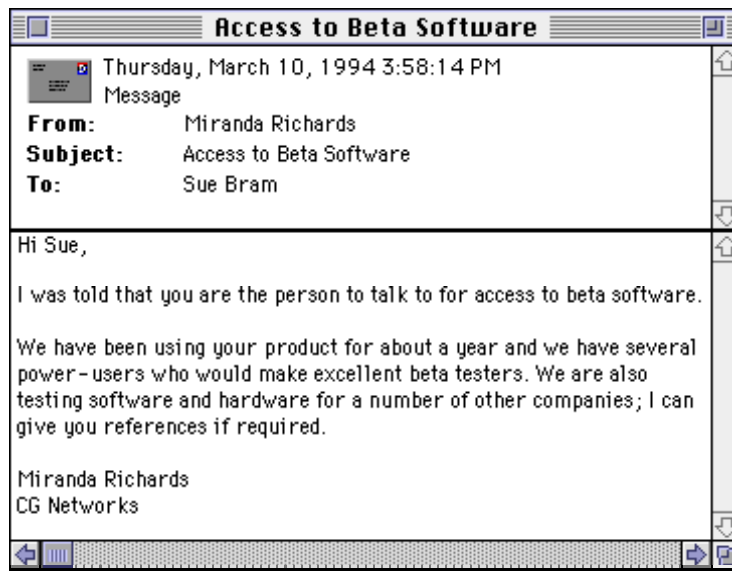 Access to Beta Software
Thursday, March 10, 1994 3:58:14 PM
Message
From: Miranda Richards
Subject: Access to Beta Software
To: Sue Bram
Hi Sue,
I was told that you are the person to talk to for access to beta software.
We have been using your product for about a year and we have several
power-users who would make excellent beta testers. We are also
testing software and hardware for a number of other companies; I can
give you references if required.
Miranda Richards
CG Networks